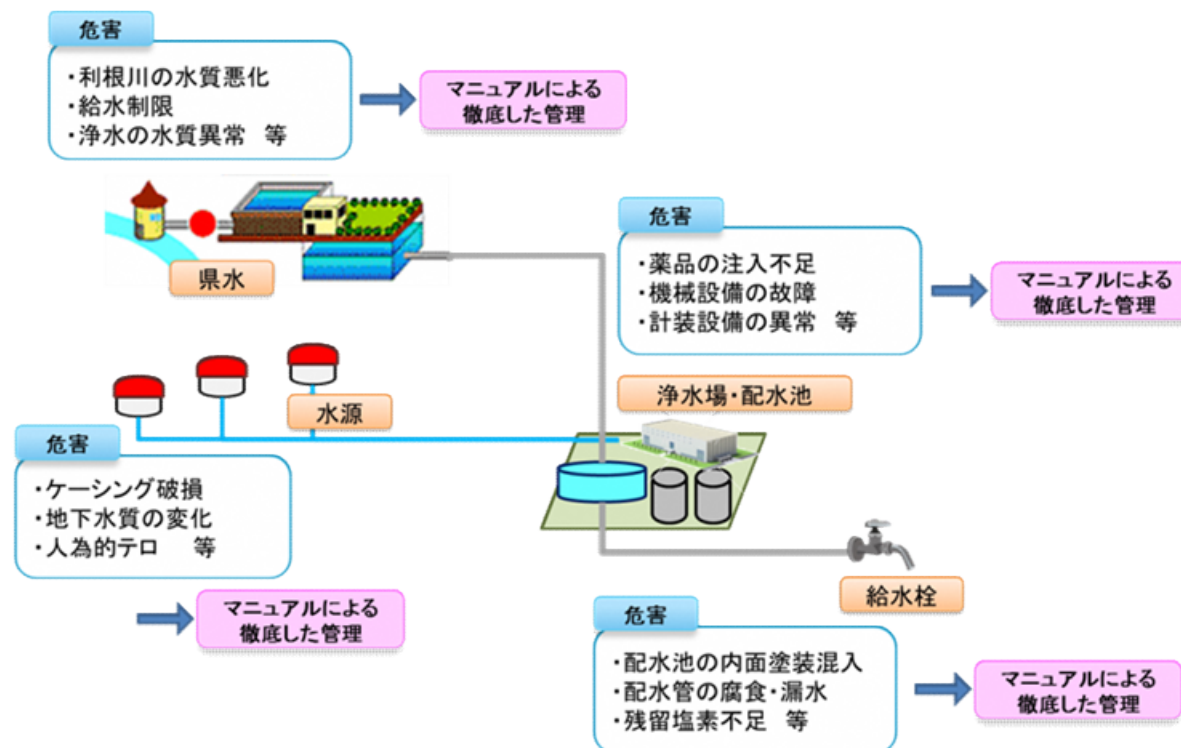 危害
・利根川の水質悪化
・給水制限
・浄水の水質異常 等
マニュアルによる
徹底した管理
県水
危害
・薬品の注入不足
・機械設備の故障
・計装設備の異常 等
マニュアルによる
徹底した管理
水源
浄水場・配水池
危害
・ケーシング破損
・地下水質の変化
・人為的テロ 等
マニュアルによる
徹底した管理
給水栓
危害
・配水池の内面塗装混入
・配水管の腐食・漏水
・残留塩素不足 等
マニュアルによる
徹底した管理